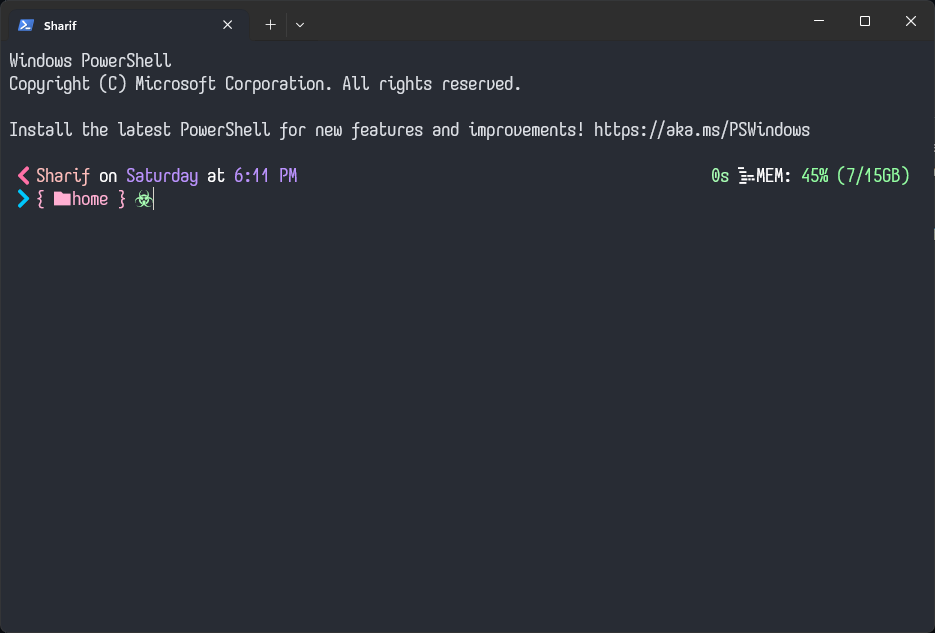 Sharif
Windows PowerShell
Copyright (C) Microsoft Corporation. All rights reserved.
Install the latest PowerShell for new features and improvements! https://aka.ms/PSWindows
Sharif on Saturday at 6:11 PM 0s MEM: 45% (7/15GB)
{ home }